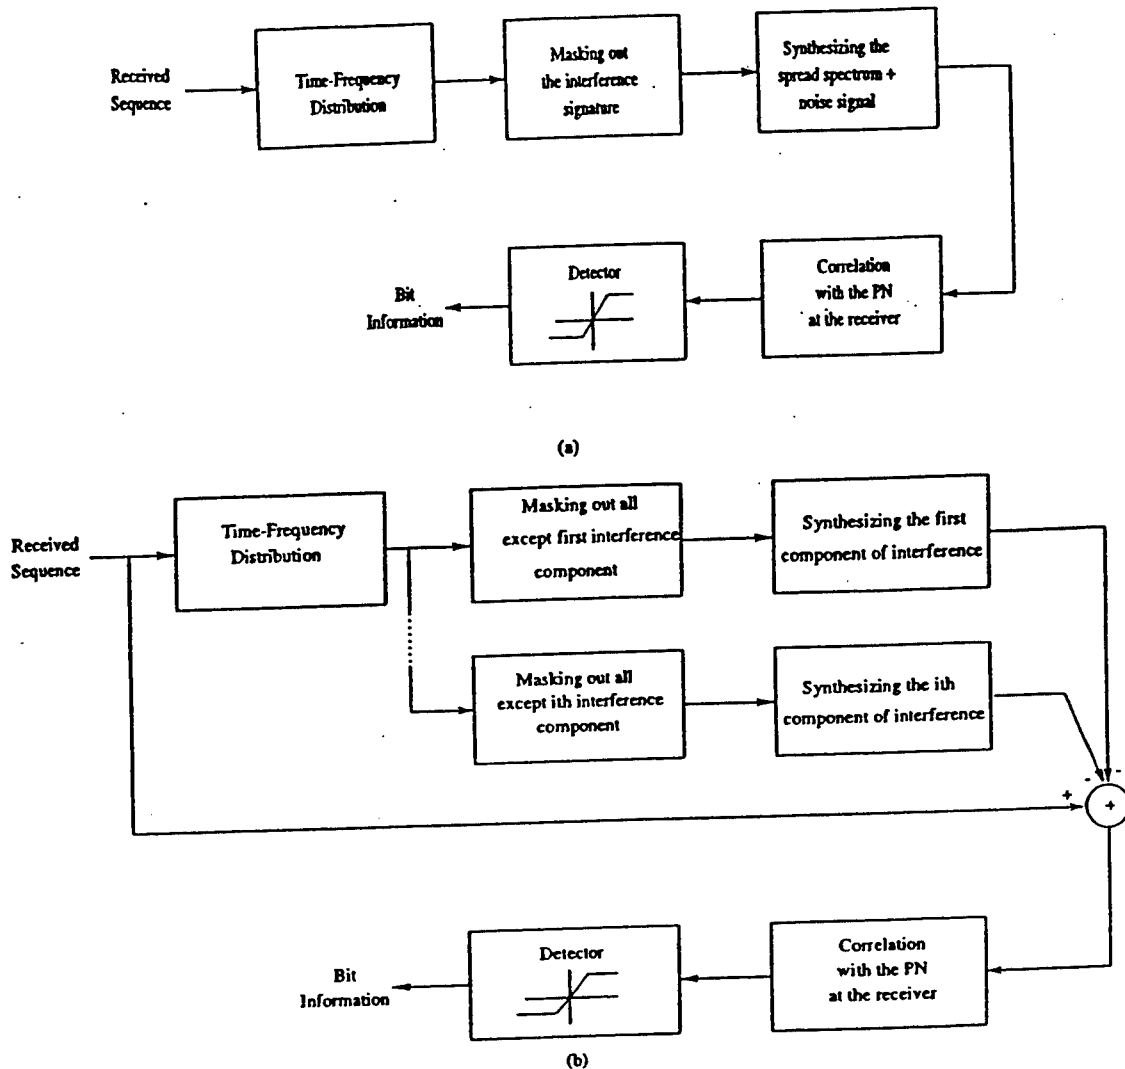 Received
Sequence
Time-Frequency
Distribution
Masking out
the interference
signature
Synthesizing the
spread spectrum +
noise signal
Correlation
with the PN
at the receiver
Detector
Bit
Information
(a)
Received
Sequence
Time-Frequency
Distribution
Masking out all
except first interference
component
Synthesizing the first
component of interference
Masking out all
except ith interference
component
Synthesizing the ith
component of interference
- -
+
+
Correlation
with the PN
at the receiver
Detector
Bit
Information
(b)